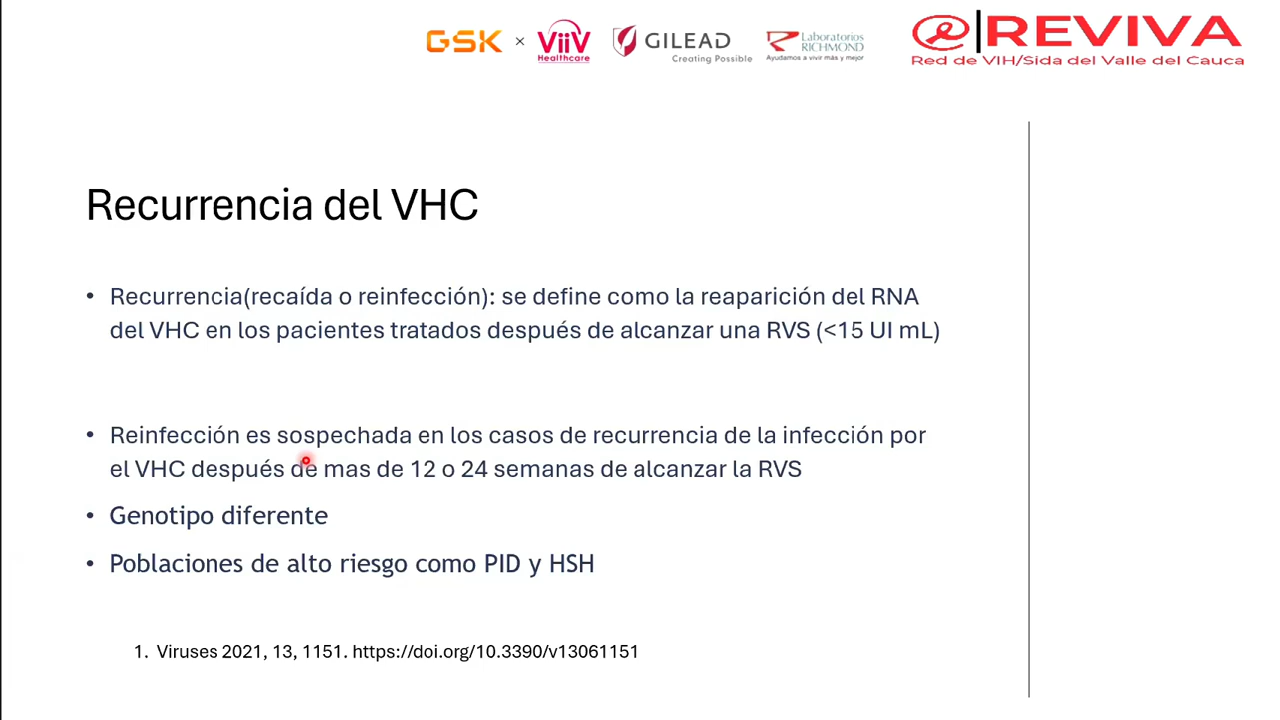 GSK × ViiV Healthcare GILEAD Creating Possible Laboratorios RICHMOND Ayudamos a vivir más y mejor
REVIVA
Red de VIH/Sida del Valle del Cauca
Recurrencia del VHC
• Recurrencia(recaída o reinfección): se define como la reaparición del RNA
del VHC en los pacientes tratados después de alcanzar una RVS (<15 UI mL)
• Reinfección es sospechada en los casos de recurrencia de la infección por
el VHC después de mas de 12 o 24 semanas de alcanzar la RVS
• Genotipo diferente
• Poblaciones de alto riesgo como PID y HSH
1. Viruses 2021, 13, 1151. https://doi.org/10.3390/v13061151